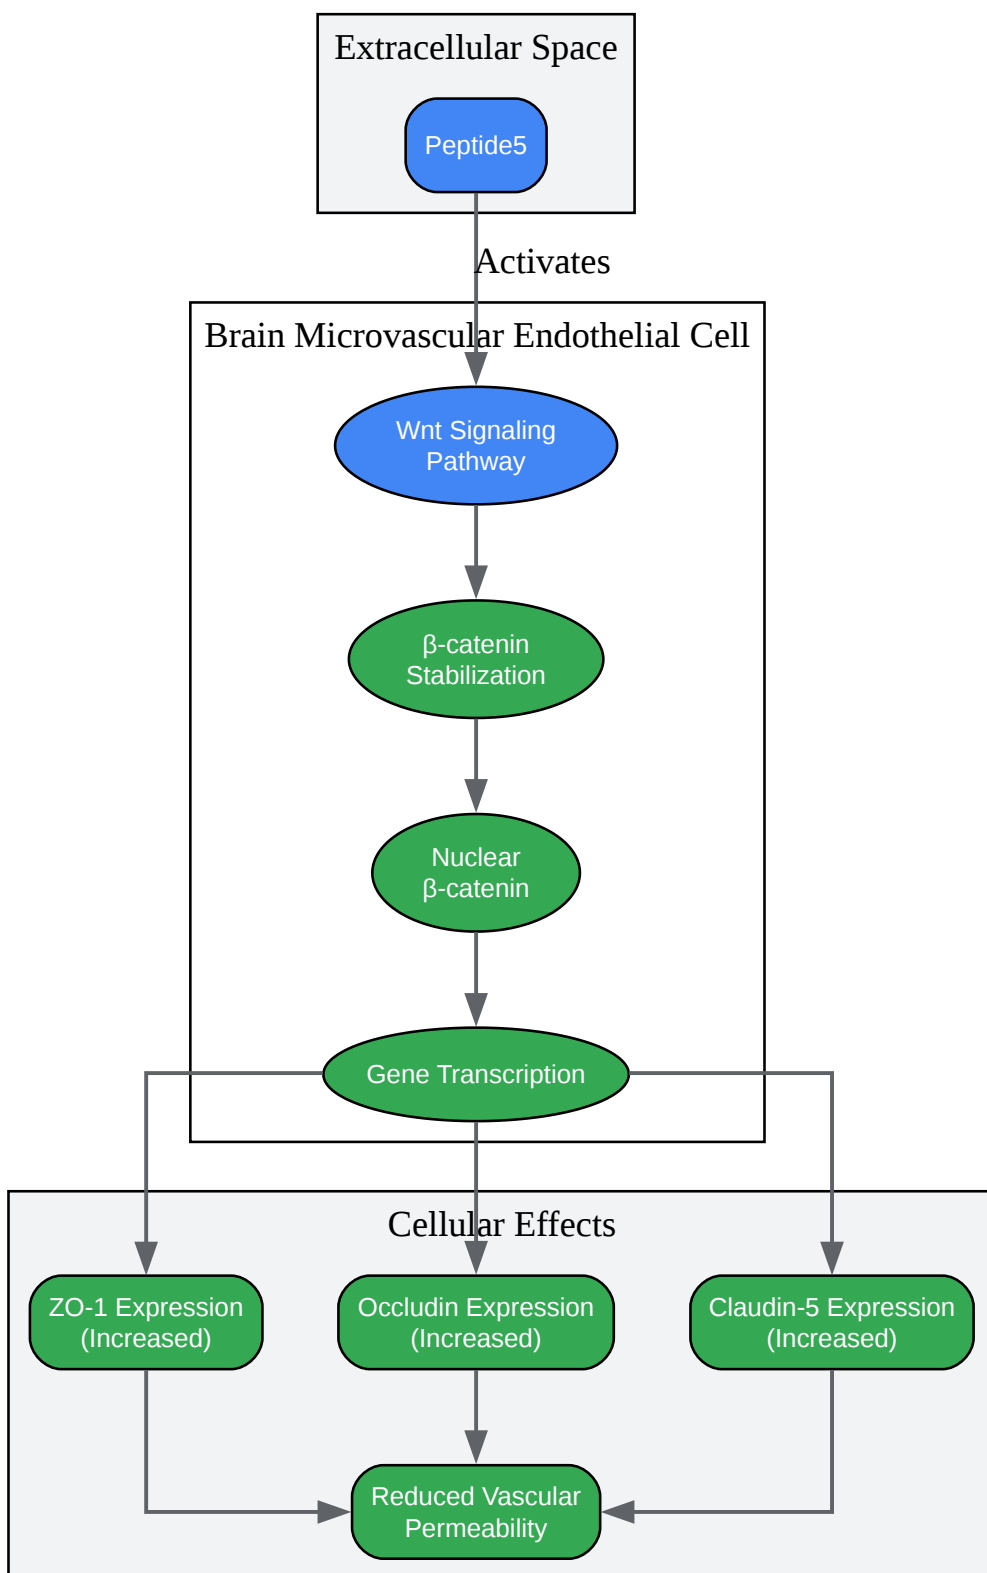 Extracellular Space
Peptide5
Activates
Brain Microvascular Endothelial Cell
Wnt Signaling
Pathway
β-catenin
Stabilization
Nuclear
β-catenin
Gene Transcription
Cellular Effects
ZO-1 Expression
(Increased)
Occludin Expression
(Increased)
Claudin-5 Expression
(Increased)
Reduced Vascular
Permeability